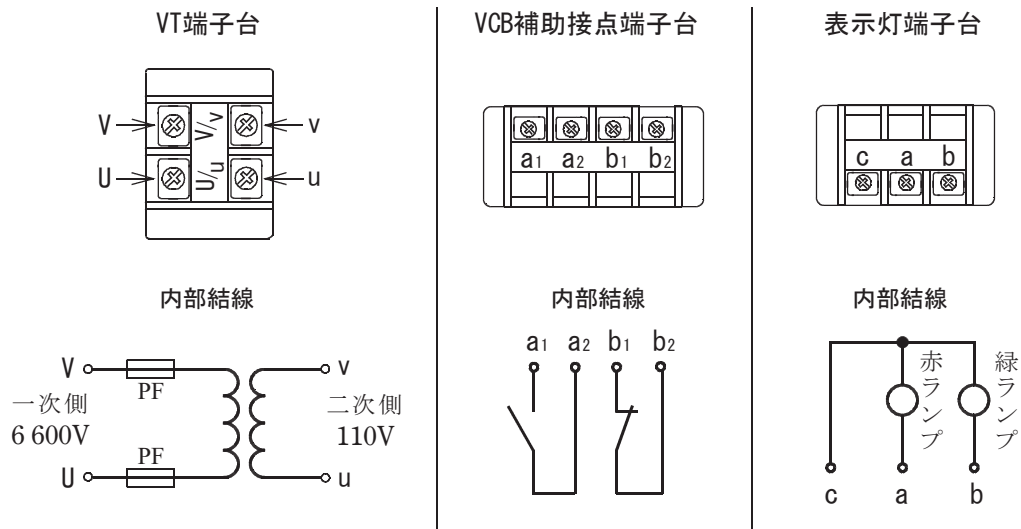 VT端子台
V
V/v
v
U
U/u
u
内部結線
V
PF
v
一次側
6 600V
二次側
110V
U
PF
u
VCB補助接点端子台
a1 a2 b1 b2
内部結線
a1 a2 b1 b2
表示灯端子台
c a b
内部結線
赤ランプ
緑ランプ
c a b